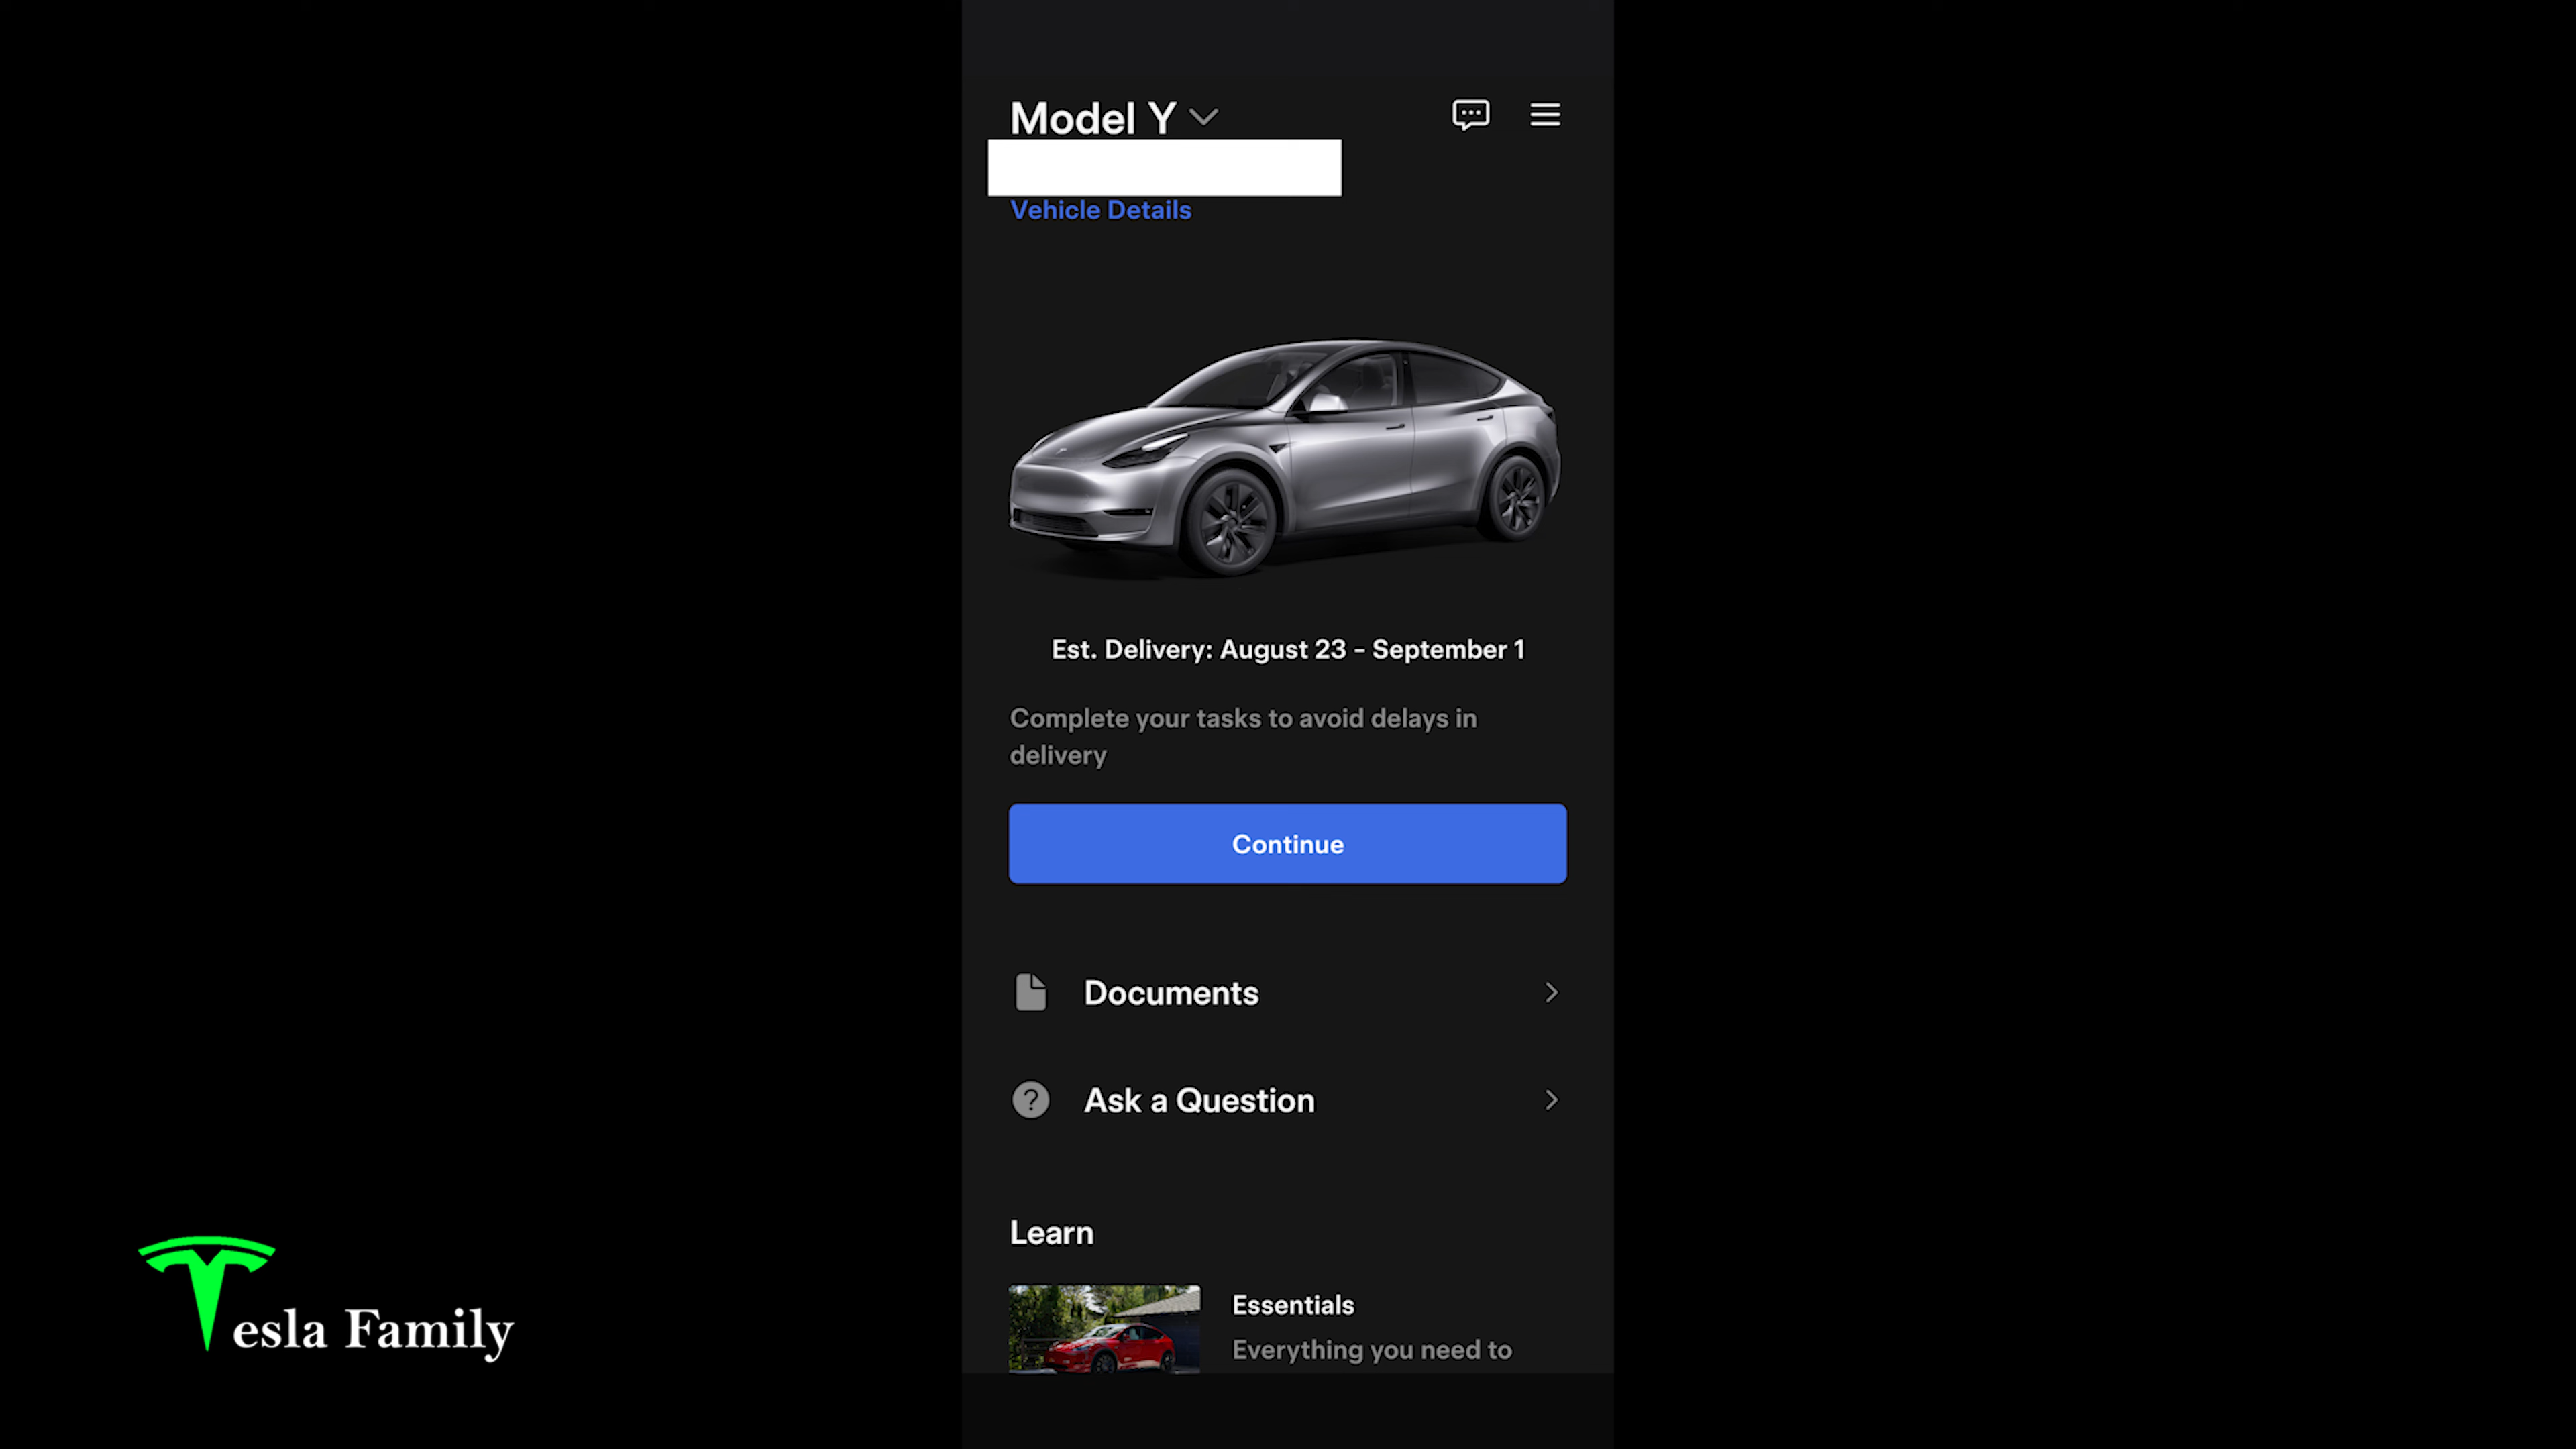 Model Y
Vehicle Details
Est. Delivery: August 23 - September 1
Complete your tasks to avoid delays in
delivery
Continue
Documents
Ask a Question
Learn
Essentials
Everything you need to
Tesla Family